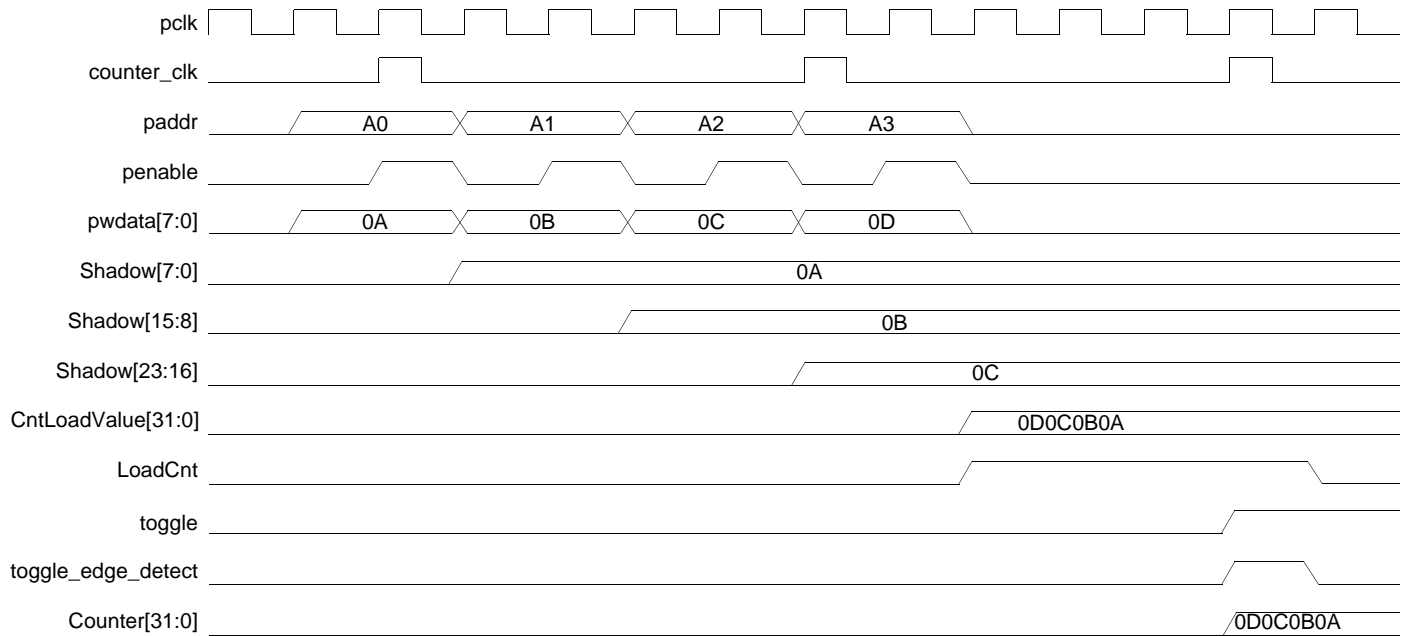 pclk
counter_clk
paddr A0 A1 A2 A3
penable
pwdata[7:0] 0A 0B 0C 0D
Shadow[7:0] 0A
Shadow[15:8] 0B
Shadow[23:16] 0C
CntLoadValue[31:0] 0D0C0B0A
LoadCnt
toggle
toggle_edge_detect
Counter[31:0] 0D0C0B0A